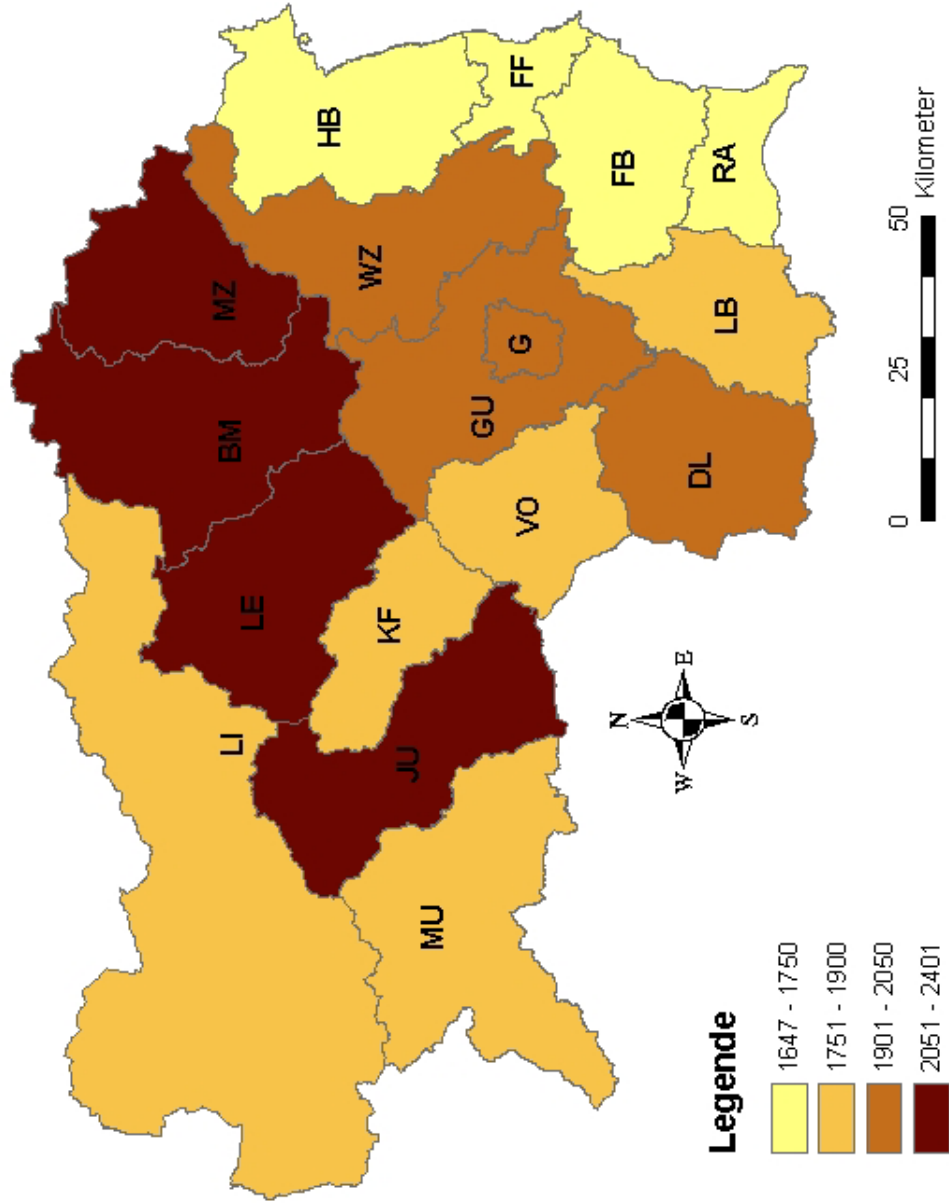 LI
LE
BM
MZ
HB
WZ
KF
JU
MU
GU
G
FF
VO
FB
DL
LB
RA
N
W E
S
Legende
1647 - 1750
1751 - 1900
1901 - 2050
2051 - 2401
0 25 50
Kilometer